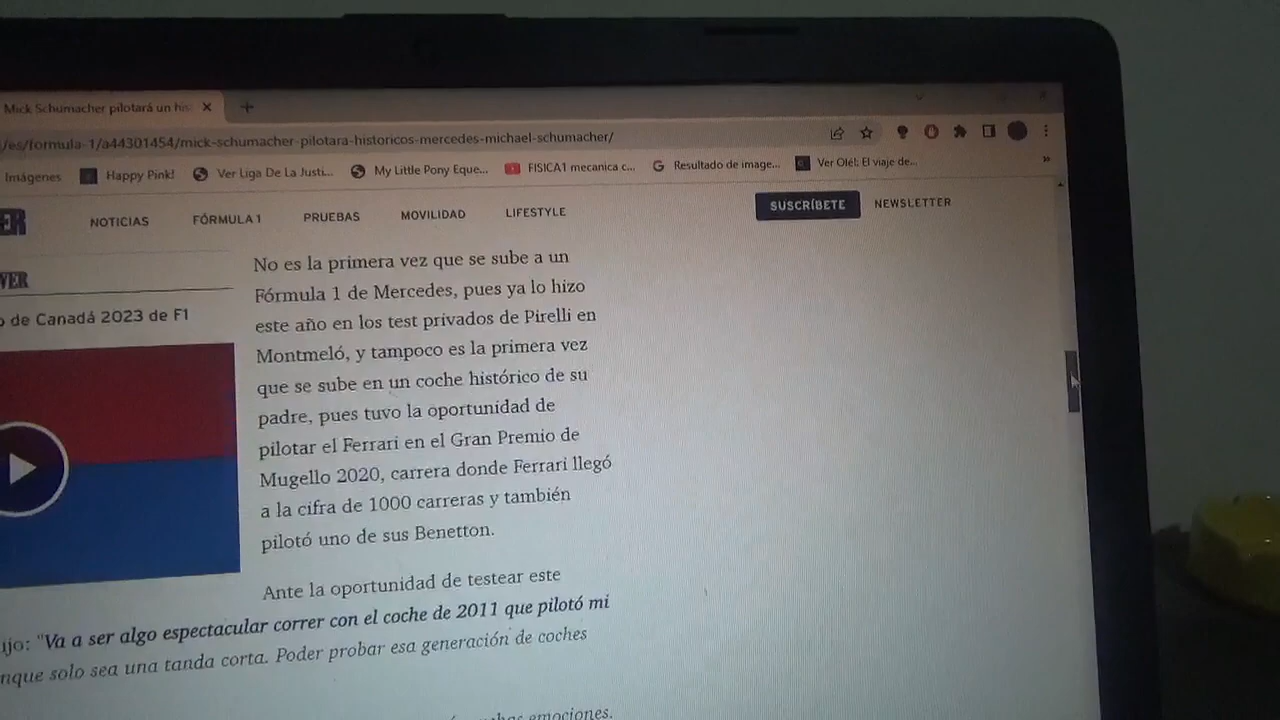 Mick Schumacher pilotará un his
/es/formula-1/a44301454/mick-schumacher-pilotara-historicos-mercedes-michael-schumacher/
Imágenes Happy Pink! Ver Liga De La Justi... My Little Pony Eque... FISICA1 mecanica c... Resultado de image... Ver Olé!: El viaje de... »
ER NOTICIAS FÓRMULA 1 PRUEBAS MOVILIDAD LIFESTYLE SUSCRÍBETE NEWSLETTER
VER
o de Canadá 2023 de F1
No es la primera vez que se sube a un
Fórmula 1 de Mercedes, pues ya lo hizo
este año en los test privados de Pirelli en
Montmeló, y tampoco es la primera vez
que se sube en un coche histórico de su
padre, pues tuvo la oportunidad de
pilotar el Ferrari en el Gran Premio de
Mugello 2020, carrera donde Ferrari llegó
a la cifra de 1000 carreras y también
pilotó uno de sus Benetton.
Ante la oportunidad de testear este
ijo: "Va a ser algo espectacular correr con el coche de 2011 que pilotó mi
nque solo sea una tanda corta. Poder probar esa generación de coches
emociones.